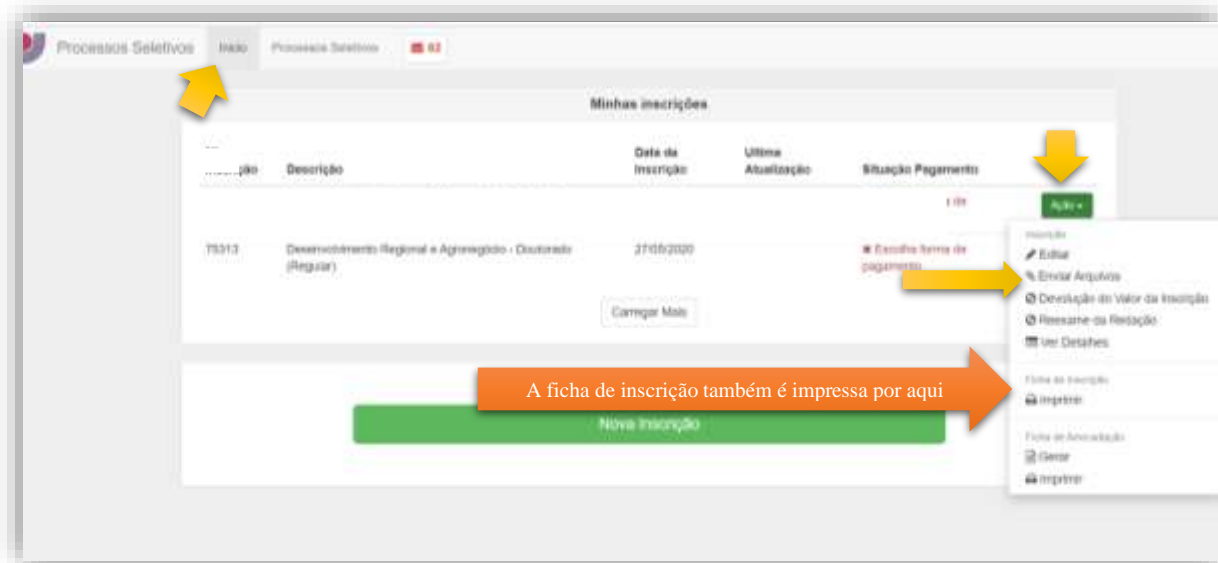 Processos Seletivos Início Processos Seletivos
Minhas inscrições
Descrição
Data da
Inscrição
Ultima
Atualização
Situação Pagamento
Ação
75313
Desenvolvimento Regional e Agronegócio - Doutorado
(Regular)
27/05/2020
Escolha forma de
pagamento
Carregar Mais
Inscrição
Editar
Enviar Arquivos
Devolução do Valor da Inscrição
Reexame da Redação
Ver Detalhes
Ficha de Inscrição
Imprimir
Ficha de Arrecadação
Gerar
Imprimir
A ficha de inscrição também é impressa por aqui
Nova Inscrição